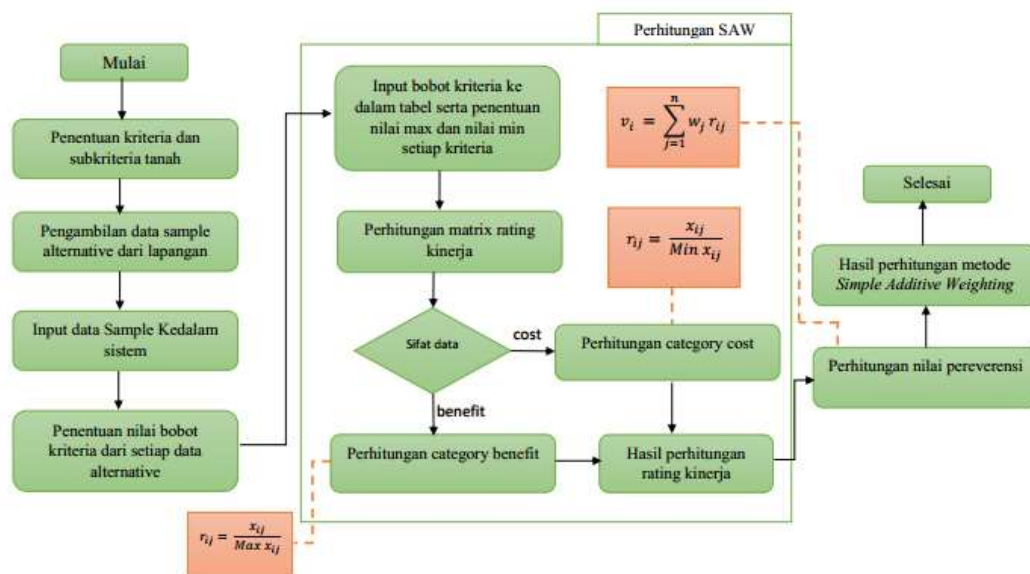 Perhitungan SAW
Mulai
Penentuan kriteria dan
subkriteria tanah
Pengambilan data sample
alternative dari lapangan
Input data Sample Kedalam
sistem
Penentuan nilai bobot
kriteria dari setiap data
alternative
Input bobot kriteria ke
dalam tabel serta penentuan
nilai max dan nilai min
setiap kriteria
Perhitungan matrix rating
kinerja
Sifat data
cost
benefit
Perhitungan category cost
Perhitungan category benefit
Hasil perhitungan
rating kinerja
v_i = \sum_{j=1}^{n} w_j r_{ij}
r_{ij} = \frac{x_{ij}}{Min x_{ij}}
r_{ij} = \frac{x_{ij}}{Max x_{ij}}
Perhitungan nilai pereverensi
Hasil perhitungan metode
Simple Additive Weighting
Selesai